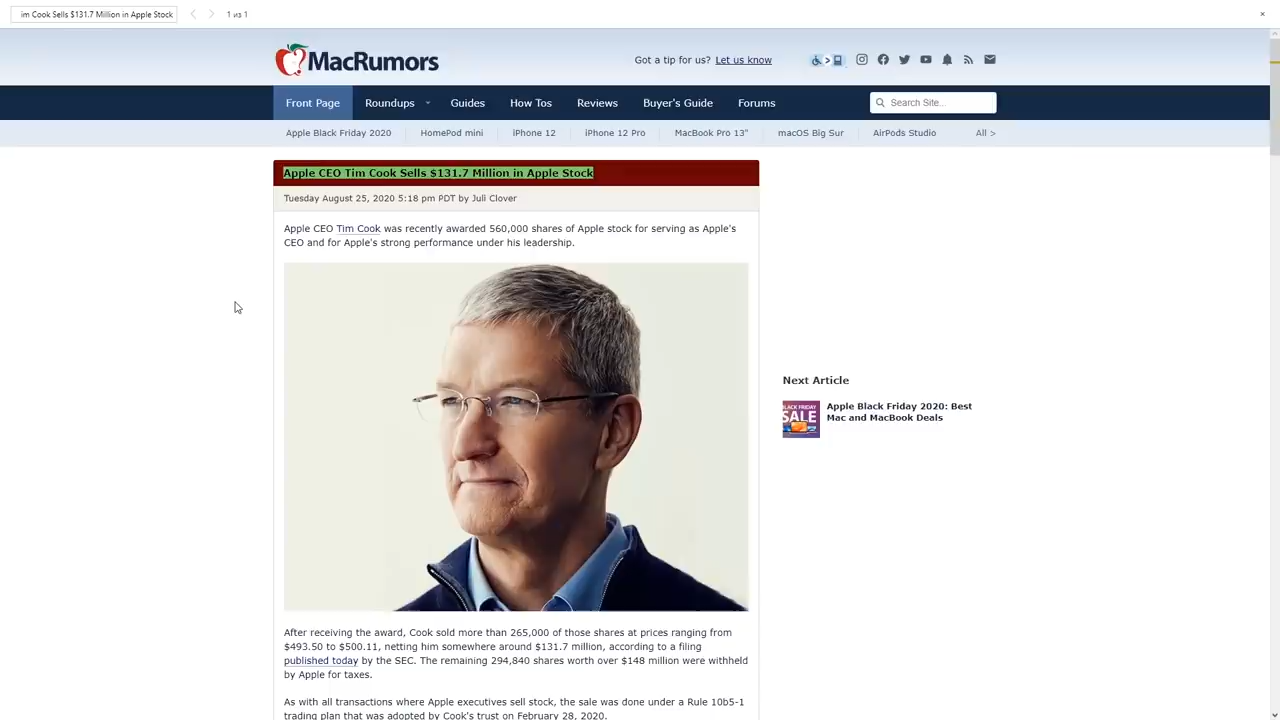 im Cook Sells $131.7 Million in Apple Stock
1 из 1
MacRumors
Got a tip for us? Let us know
Front Page Roundups Guides How Tos Reviews Buyer's Guide Forums Search Site...
Apple Black Friday 2020 HomePod mini iPhone 12 iPhone 12 Pro MacBook Pro 13" macOS Big Sur AirPods Studio All >
Apple CEO Tim Cook Sells $131.7 Million in Apple Stock
Tuesday August 25, 2020 5:18 pm PDT by Juli Clover
Apple CEO Tim Cook was recently awarded 560,000 shares of Apple stock for serving as Apple's
CEO and for Apple's strong performance under his leadership.
Next Article
BLACK FRIDAY
SALE
Apple Black Friday 2020: Best
Mac and MacBook Deals
After receiving the award, Cook sold more than 265,000 of those shares at prices ranging from
$493.50 to $500.11, netting him somewhere around $131.7 million, according to a filing
published today by the SEC. The remaining 294,840 shares worth over $148 million were withheld
by Apple for taxes.
As with all transactions where Apple executives sell stock, the sale was done under a Rule 10b5-1
trading plan that was adopted by Cook's trust on February 28, 2020.